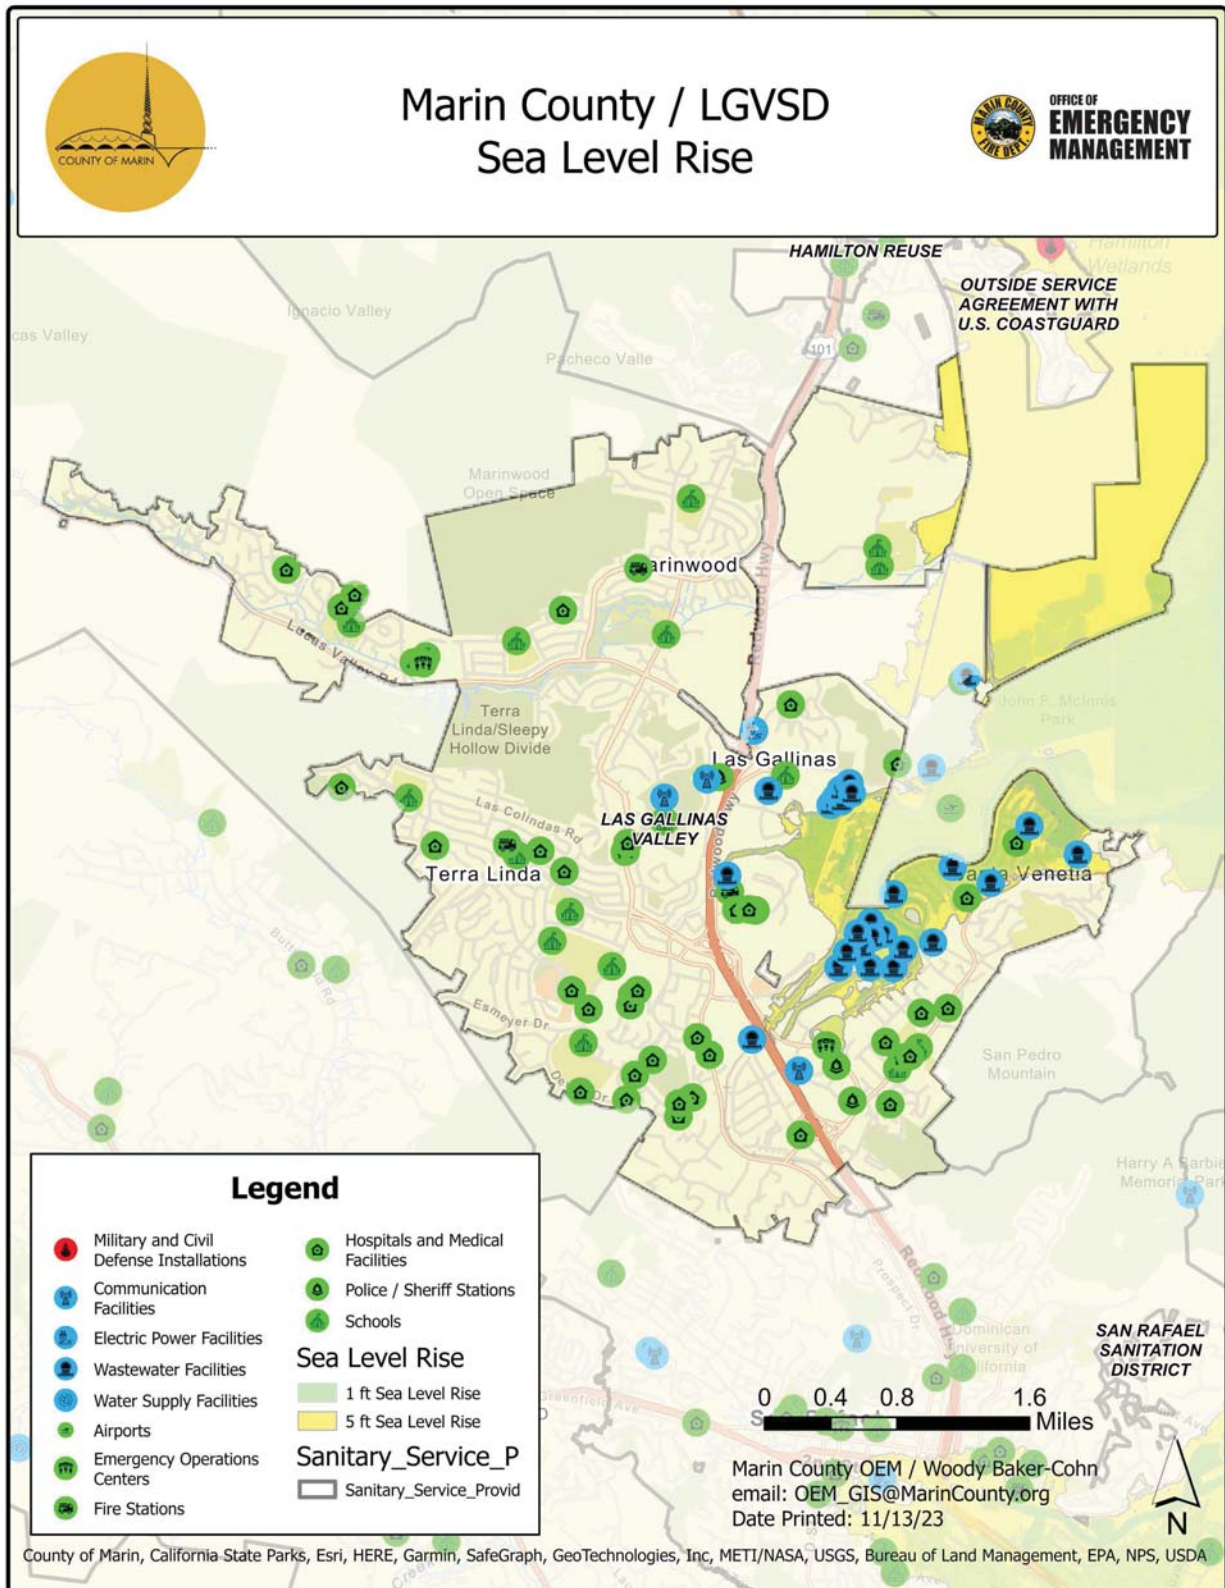 Marin County / LGVSD
Sea Level Rise
COUNTY OF MARIN
MARIN COUNTY
FIRE DEPT.
OFFICE OF
EMERGENCY
MANAGEMENT
HAMILTON REUSE
Hamilton
Wetlands
OUTSIDE SERVICE
AGREEMENT WITH
U.S. COASTGUARD
Ignacio Valley
cas Valley
101
Pacheco Valle
Marinwood
Open Space
arinwood
Redwood Hwy
Lucas Valley Rd
Terra
Linda/Sleepy
Hollow Divide
John F. McInnis
Park
Las Gallinas
Las Colindas Rd
LAS GALLINAS
VALLEY
Terra Linda
Venetia
Esmeyer Dr
San Pedro
Mountain
Harry A Barbie
Memorial Park
Redwood Hwy
Prospect Dr
Dominican
University of
California
Greenfield Ave
SAN RAFAEL
SANITATION
DISTRICT
Legend
Military and Civil
Defense Installations
Communication
Facilities
Electric Power Facilities
Wastewater Facilities
Water Supply Facilities
Airports
Emergency Operations
Centers
Fire Stations
Hospitals and Medical
Facilities
Police / Sheriff Stations
Schools
Sea Level Rise
1 ft Sea Level Rise
5 ft Sea Level Rise
Sanitary_Service_P
Sanitary_Service_Provid
0 0.4 0.8 1.6
Miles
Marin County OEM / Woody Baker-Cohn
email: OEM_GIS@MarinCounty.org
Date Printed: 11/13/23
N
County of Marin, California State Parks, Esri, HERE, Garmin, SafeGraph, GeoTechnologies, Inc, METI/NASA, USGS, Bureau of Land Management, EPA, NPS, USDA